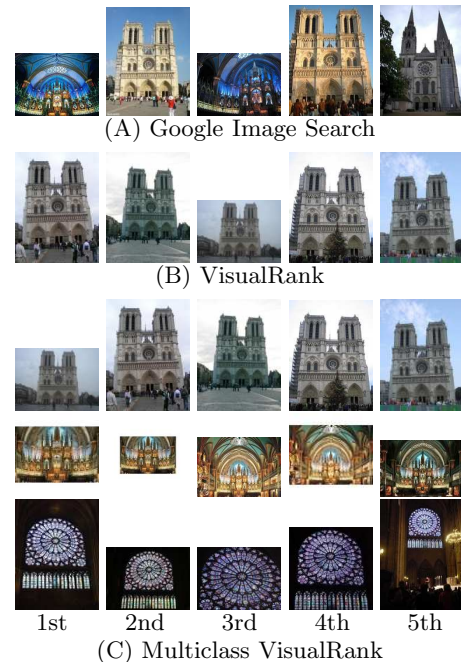 (A) Google Image Search
(B) VisualRank
1st 2nd 3rd 4th 5th
(C) Multiclass VisualRank